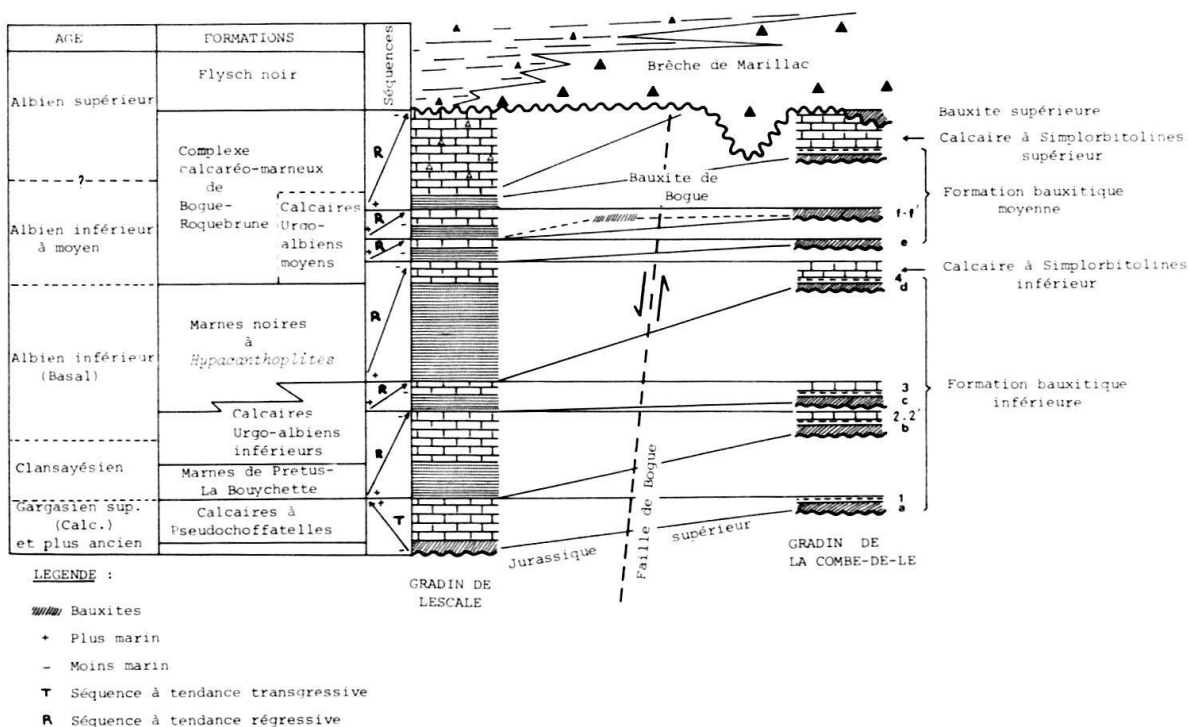 AGE
FORMATIONS
Séquences
Flysch noir
Albien supérieur
Complexe
calcaréo-marneux
de
Bogue-
Roquebrune
?
Calcaires
Urgo-
albiens
moyens
Albien inférieur
à moyen
Marnes noires
à
Hypacanthoplites
Albien inférieur
(Basal)
Calcaires
Urgo-albiens
inférieurs
Clansayésien
Marnes de Pretus-
La Bouychette
Gargasien sup.
(Calc.)
et plus ancien
Calcaires à
Pseudochoffatelles
-
R
+
-
R
+
-
R
+
-
R
+
-
R
+
-
R
+
+
T
-
Brèche de Marillac
Bauxite de
Bogue
Faille de Bogue
Jurassique
supérieur
GRADIN DE
LESCALE
f-f'
e
4
d
3
c
2-2'
b
1
a
GRADIN DE
LA COMBE-DE-LE
Bauxite supérieure
Calcaire à Simplorbitolines
supérieur
Formation bauxitique
moyenne
Calcaire à Simplorbitolines
inférieur
Formation bauxitique
inférieure
LEGENDE :
Bauxites
+ Plus marin
- Moins marin
T Séquence à tendance transgressive
R Séquence à tendance régressive